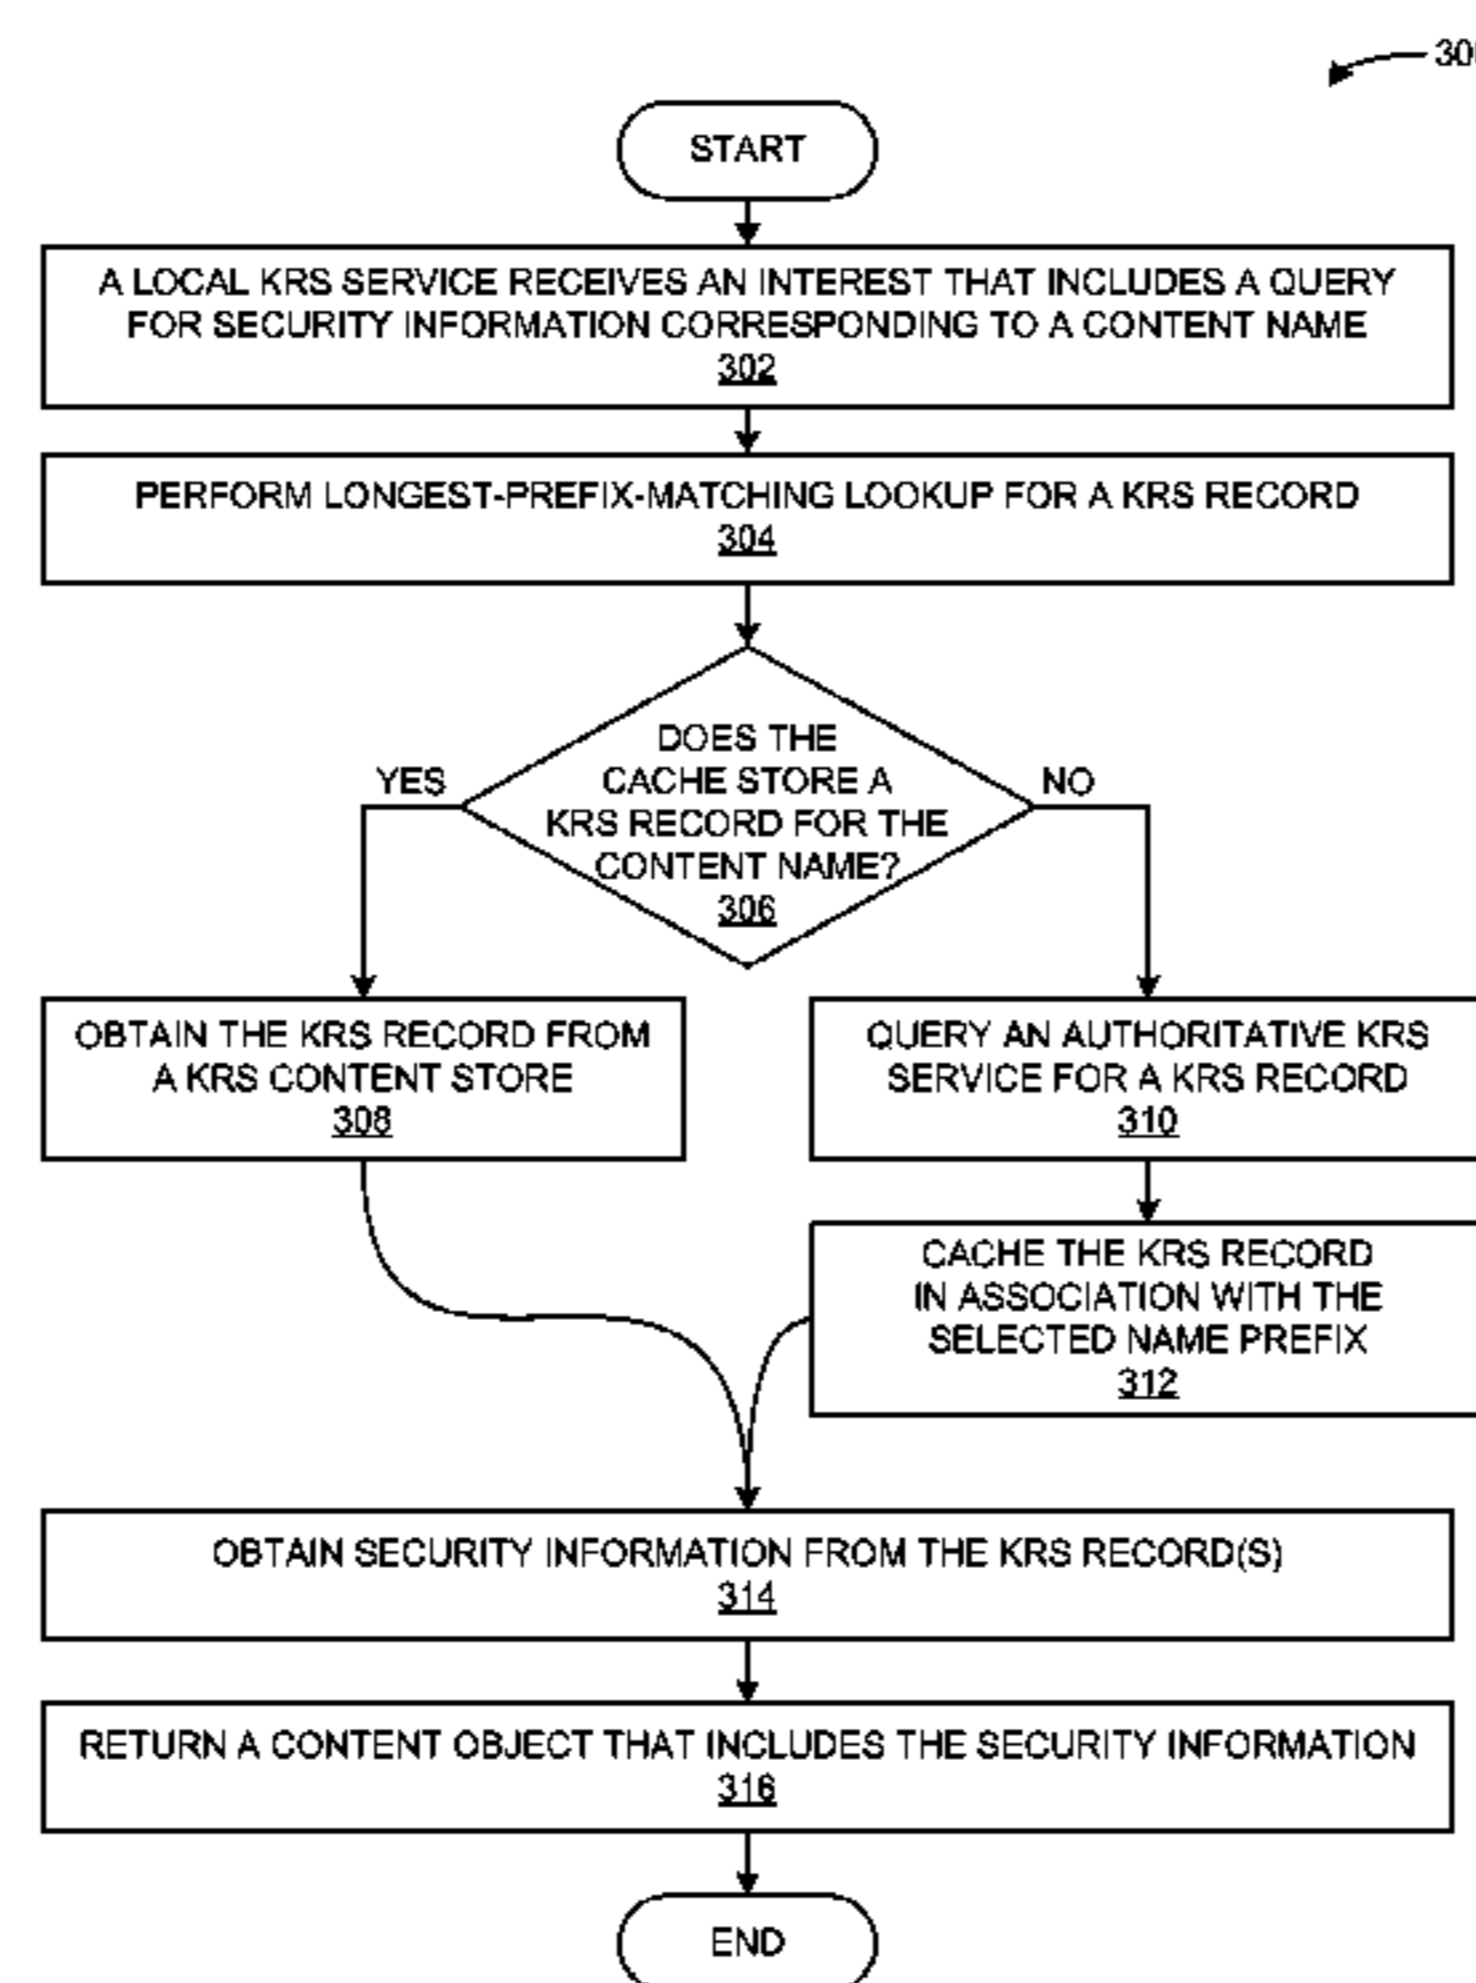 START
A LOCAL KRS SERVICE RECEIVES AN INTEREST THAT INCLUDES A QUERY
FOR SECURITY INFORMATION CORRESPONDING TO A CONTENT NAME
302
PERFORM LONGEST-PREFIX-MATCHING LOOKUP FOR A KRS RECORD
304
DOES THE
CACHE STORE A
KRS RECORD FOR THE
CONTENT NAME?
306
YES
NO
OBTAIN THE KRS RECORD FROM
A KRS CONTENT STORE
308
QUERY AN AUTHORITATIVE KRS
SERVICE FOR A KRS RECORD
310
CACHE THE KRS RECORD
IN ASSOCIATION WITH THE
SELECTED NAME PREFIX
312
OBTAIN SECURITY INFORMATION FROM THE KRS RECORD(S)
314
RETURN A CONTENT OBJECT THAT INCLUDES THE SECURITY INFORMATION
316
END